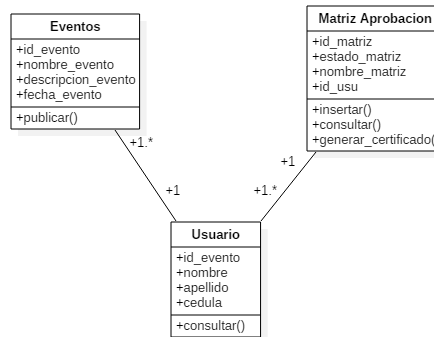 Eventos
+id_evento
+nombre_evento
+descripcion_evento
+fecha_evento
+publicar()
Matriz Aprobacion
+id_matriz
+estado_matriz
+nombre_matriz
+id_usu
+insertar()
+consultar()
+generar_certificado(
+1.*
+1
+1
+1.*
Usuario
+id_evento
+nombre
+apellido
+cedula
+consultar()